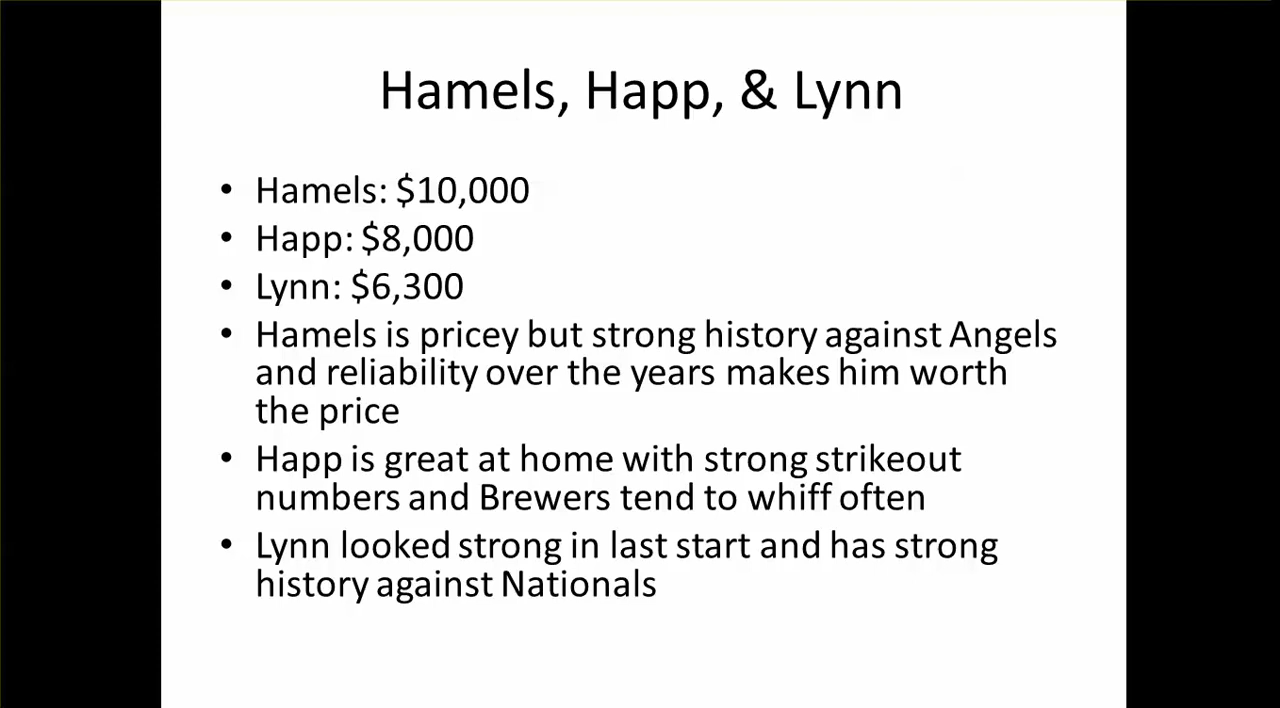 Hamels, Happ, & Lynn
• Hamels: $10,000
• Happ: $8,000
• Lynn: $6,300
• Hamels is pricey but strong history against Angels
and reliability over the years makes him worth
the price
• Happ is great at home with strong strikeout
numbers and Brewers tend to whiff often
• Lynn looked strong in last start and has strong
history against Nationals